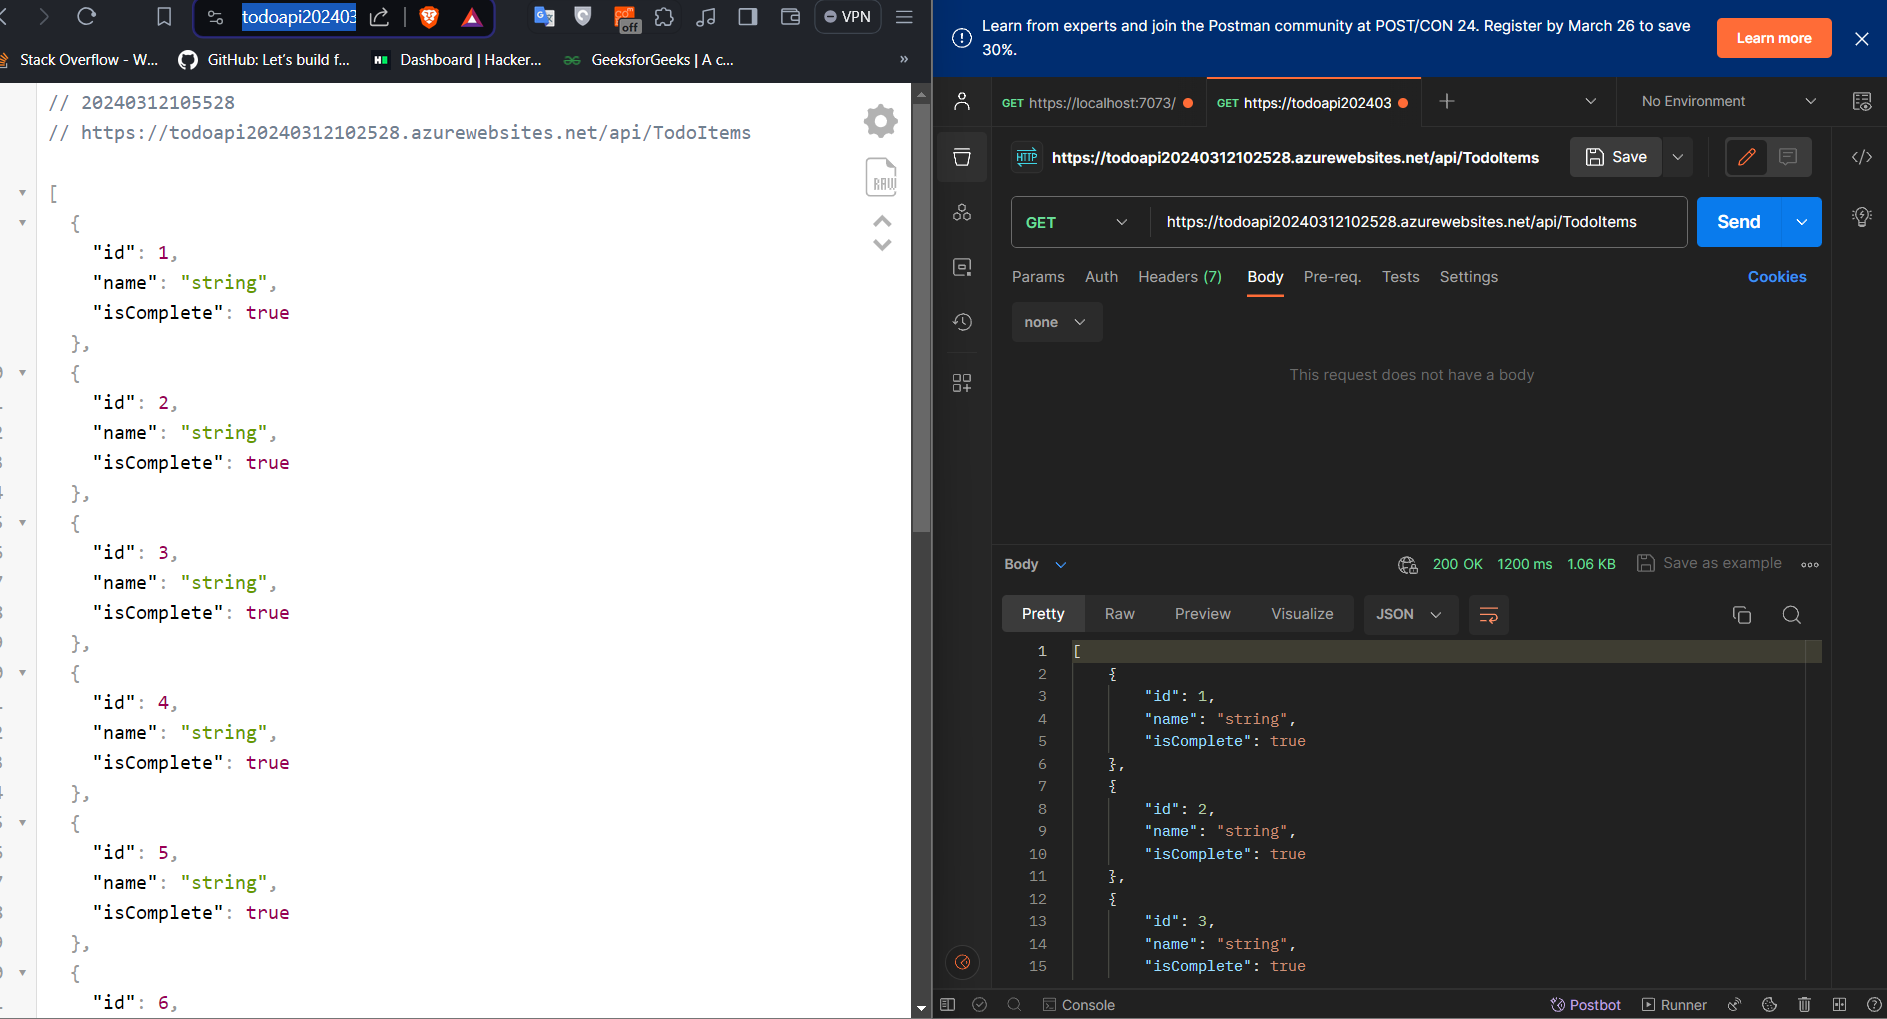 todoapi202403
off
VPN
Stack Overflow - W...
GitHub: Let's build f...
Dashboard | Hacker...
GeeksforGeeks | A c...
»
// 20240312105528
// https://todoapi20240312102528.azurewebsites.net/api/TodoItems
RAW
[
{
"id": 1,
"name": "string",
"isComplete": true
},
{
"id": 2,
"name": "string",
"isComplete": true
},
{
"id": 3,
"name": "string",
"isComplete": true
},
{
"id": 4,
"name": "string",
"isComplete": true
},
{
"id": 5,
"name": "string",
"isComplete": true
},
{
"id": 6,
Learn from experts and join the Postman community at POST/CON 24. Register by March 26 to save
30%.
Learn more
GET https://localhost:7073/
GET https://todoapi202403
No Environment
HTTP https://todoapi20240312102528.azurewebsites.net/api/TodoItems
Save
GET https://todoapi20240312102528.azurewebsites.net/api/TodoItems
Send
Params Auth Headers (7) Body Pre-req. Tests Settings Cookies
none
This request does not have a body
Body 200 OK 1200 ms 1.06 KB Save as example
Pretty Raw Preview Visualize JSON
1 [
2 {
3 "id": 1,
4 "name": "string",
5 "isComplete": true
6 },
7 {
8 "id": 2,
9 "name": "string",
10 "isComplete": true
11 },
12 {
13 "id": 3,
14 "name": "string",
15 "isComplete": true
Console Postbot Runner